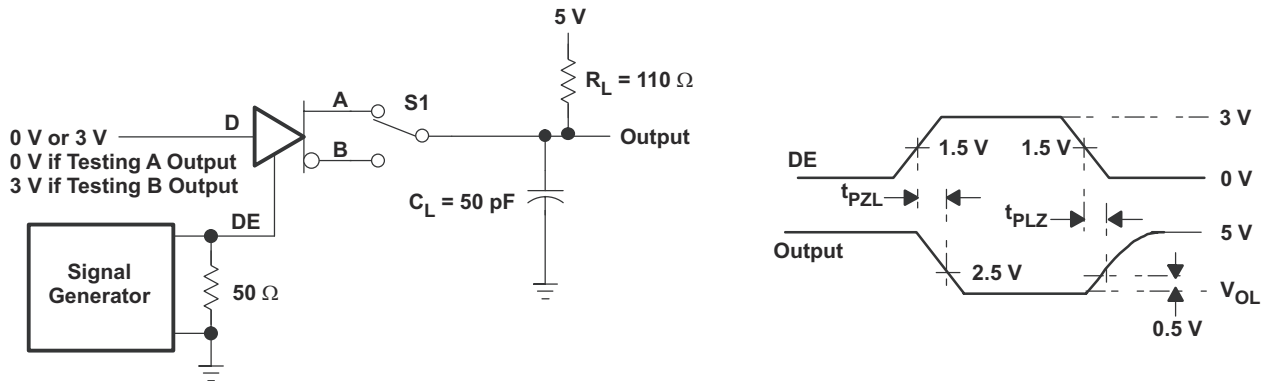 5 V
R_L = 110 Ω
A
S1
D
0 V or 3 V
0 V if Testing A Output
3 V if Testing B Output
B
Output
C_L = 50 pF
DE
Signal
Generator
50 Ω
3 V
1.5 V
1.5 V
DE
0 V
t_PZL
t_PLZ
5 V
Output
2.5 V
V_OL
0.5 V